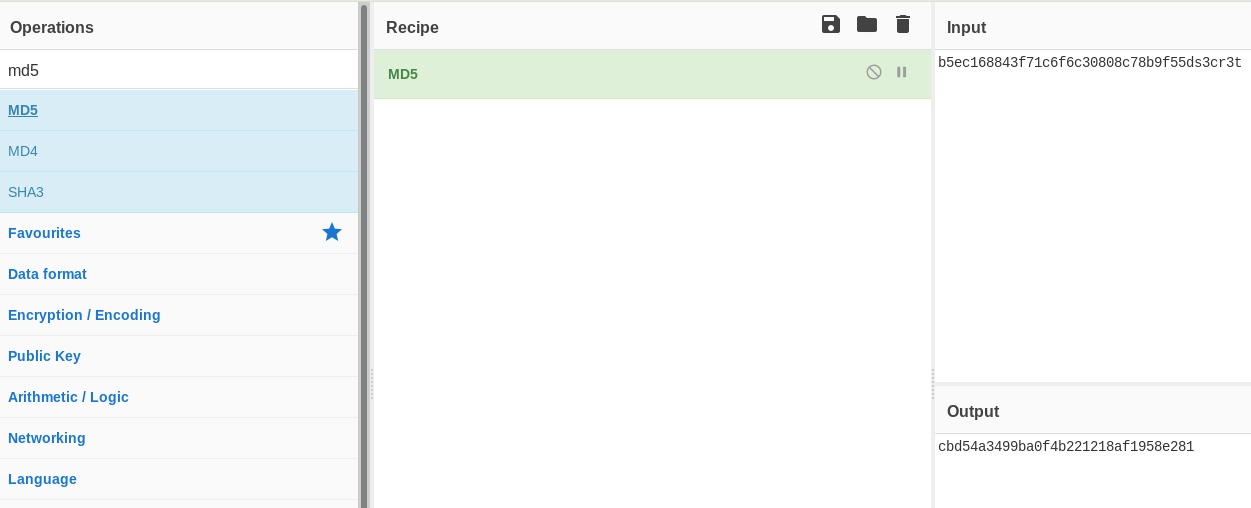 Operations
md5
MD5
MD4
SHA3
Favourites
Data format
Encryption / Encoding
Public Key
Arithmetic / Logic
Networking
Language
Recipe
MD5
Input
b5ec168843f71c6f6c30808c78b9f55ds3cr3t
Output
cbd54a3499ba0f4b221218af1958e281